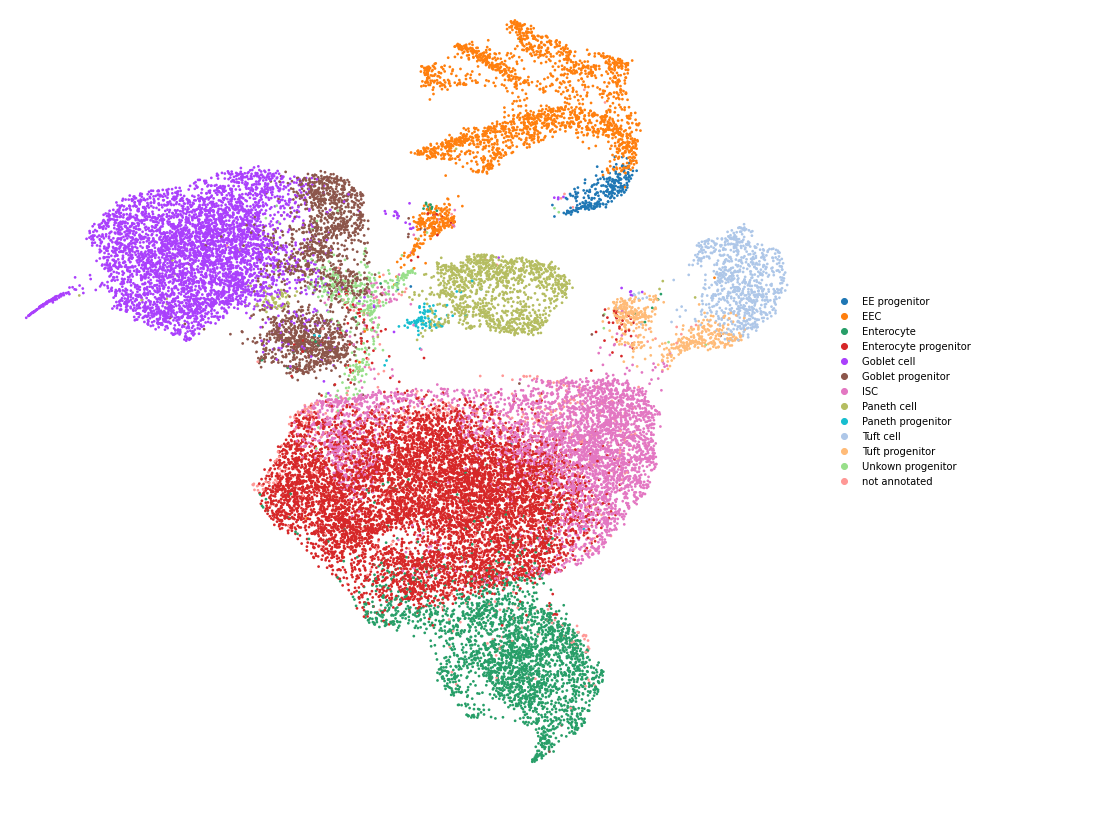 EE progenitor
EEC
Enterocyte
Enterocyte progenitor
Goblet cell
Goblet progenitor
ISC
Paneth cell
Paneth progenitor
Tuft cell
Tuft progenitor
Unkown progenitor
not annotated